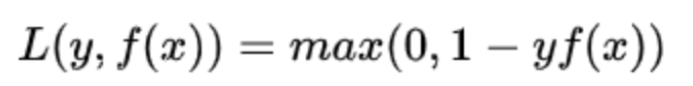 L(y, f(x)) = max(0, 1 − yf(x))